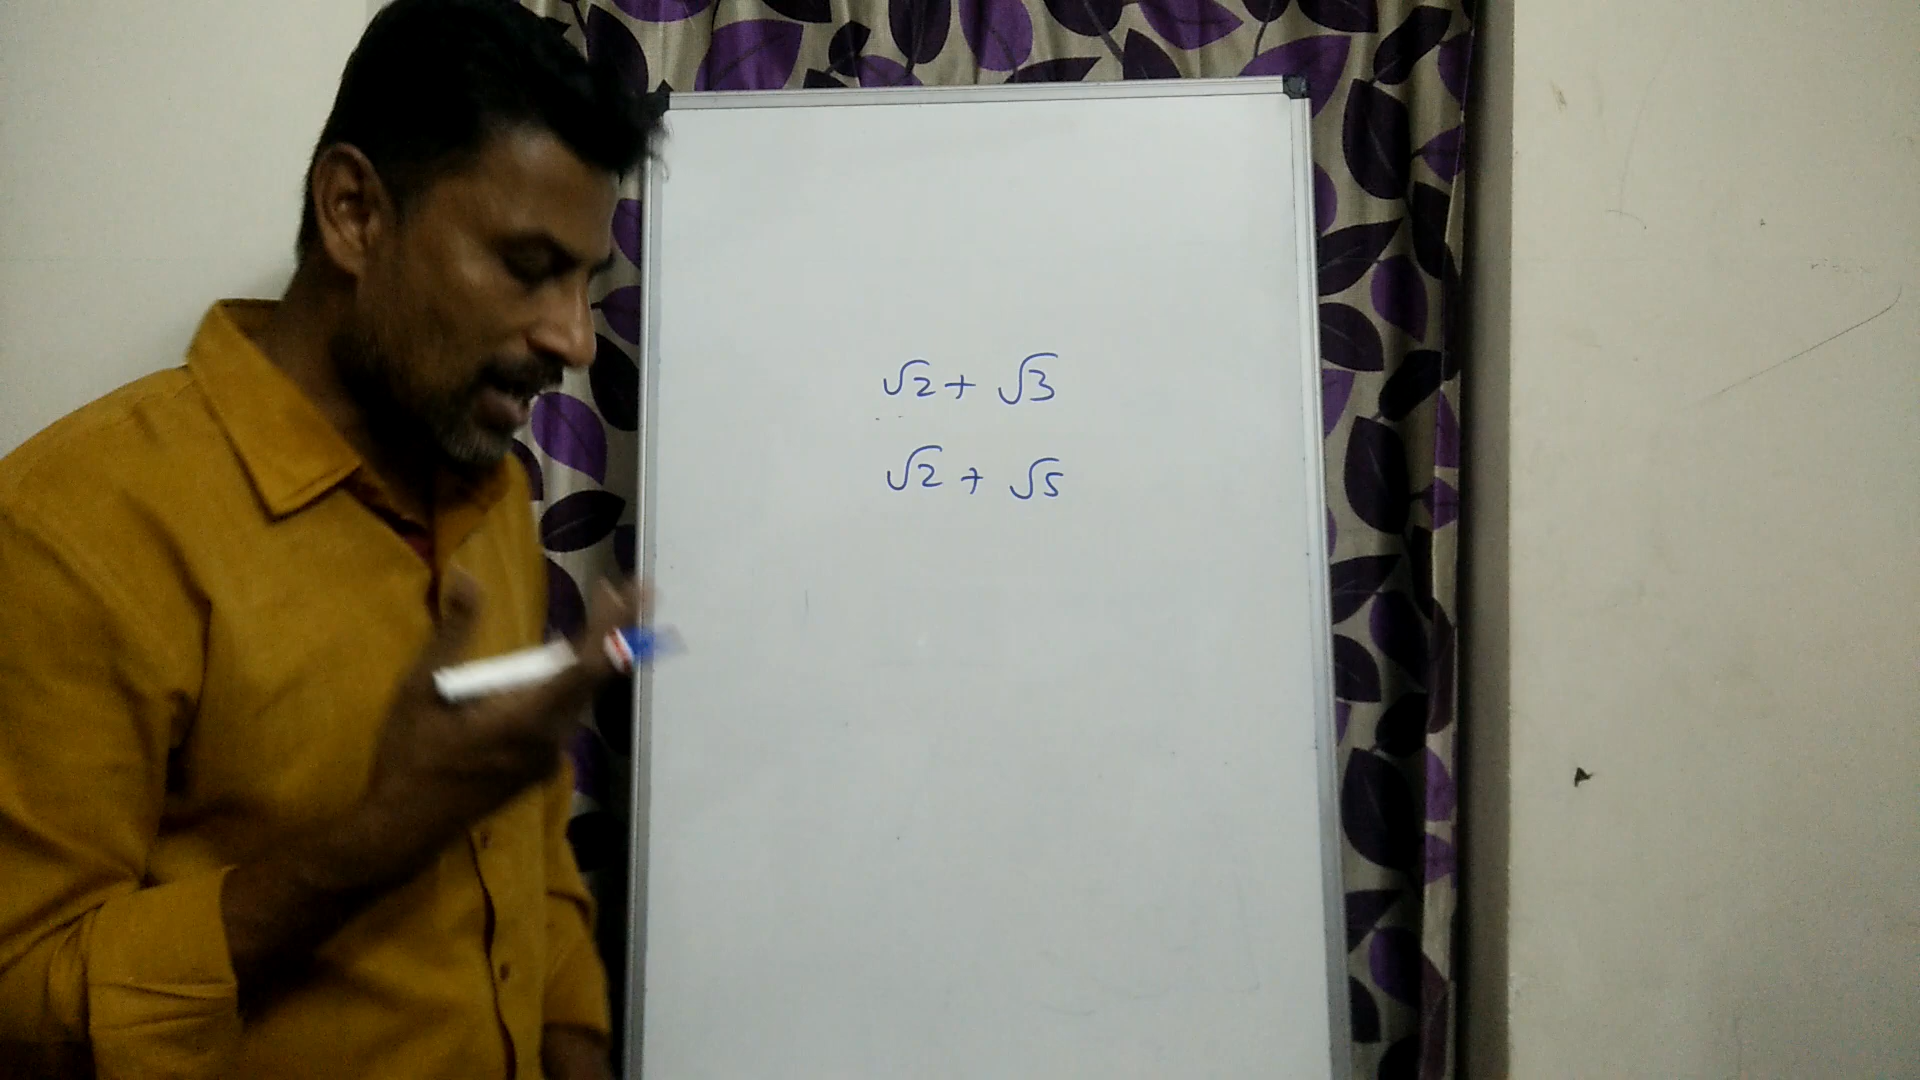 √2 + √3
√2 + √5